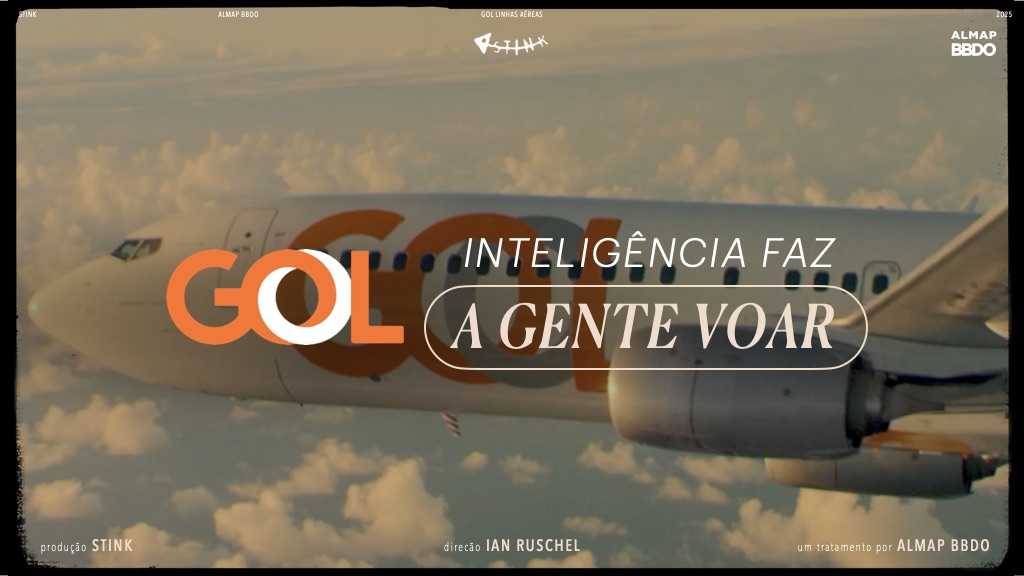 STINK
ALMAP BBDO
GOL LINHAS AÉREAS
2025
STINK
ALMAP
BBDO
GOL
GOL
INTELIGÊNCIA FAZ
A GENTE VOAR
produção STINK
direcão IAN RUSCHEL
um tratamento por ALMAP BBDO